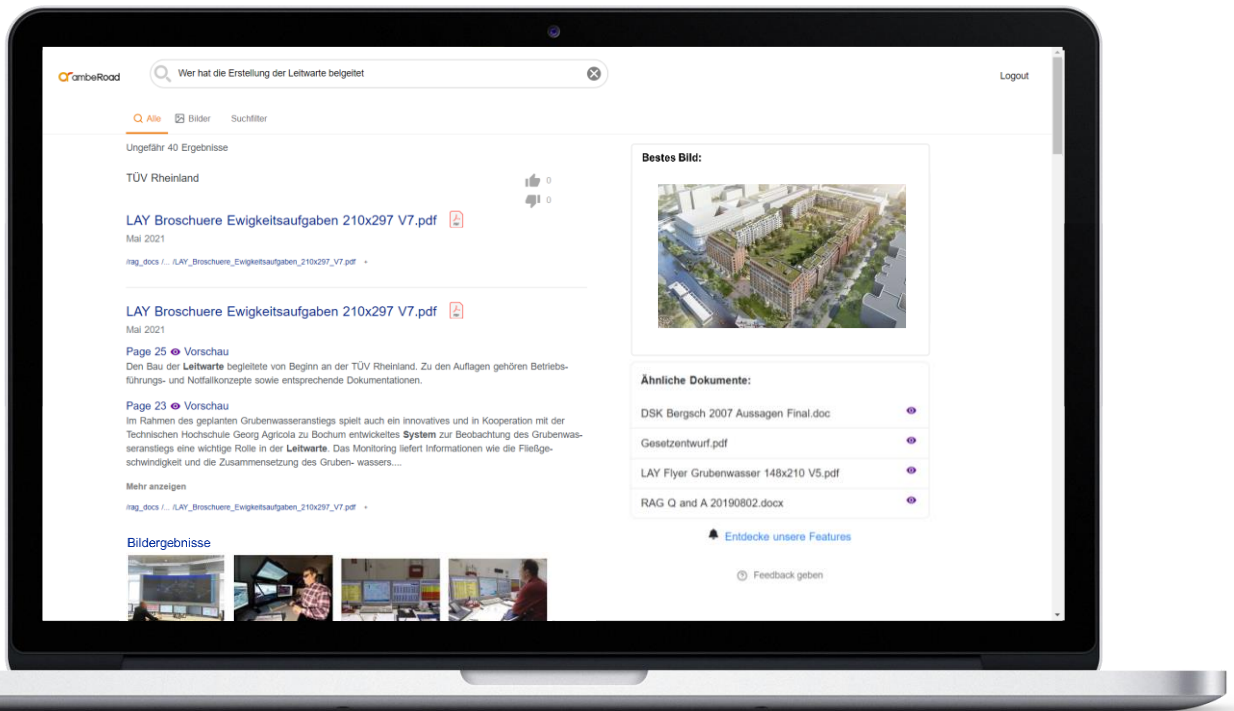 ambeRoad
Wer hat die Erstellung der Leitwarte belgeitet
Logout
Alle Bilder Suchfilter
Ungefähr 40 Ergebnisse
TÜV Rheinland
0
0
LAY Broschuere Ewigkeitsaufgaben 210x297 V7.pdf
Mai 2021
/rag_docs /... /LAY_Broschuere_Ewigkeitsaufgaben_210x297_V7.pdf
LAY Broschuere Ewigkeitsaufgaben 210x297 V7.pdf
Mai 2021
Page 25 Vorschau
Den Bau der Leitwarte begleitete von Beginn an der TÜV Rheinland. Zu den Auflagen gehören Betriebs-
führungs- und Notfallkonzepte sowie entsprechende Dokumentationen.
Page 23 Vorschau
Im Rahmen des geplanten Grubenwasseranstiegs spielt auch ein innovatives und in Kooperation mit der
Technischen Hochschule Georg Agricola zu Bochum entwickeltes System zur Beobachtung des Grubenwas-
seranstiegs eine wichtige Rolle in der Leitwarte. Das Monitoring liefert Informationen wie die Fließge-
schwindigkeit und die Zusammensetzung des Gruben- wassers....
Mehr anzeigen
/rag_docs /... /LAY_Broschuere_Ewigkeitsaufgaben_210x297_V7.pdf
Bildergebnisse
Bestes Bild:
Ähnliche Dokumente:
DSK Bergsch 2007 Aussagen Final.doc
Gesetzentwurf.pdf
LAY Flyer Grubenwasser 148x210 V5.pdf
RAG Q and A 20190802.docx
Entdecke unsere Features
Feedback geben